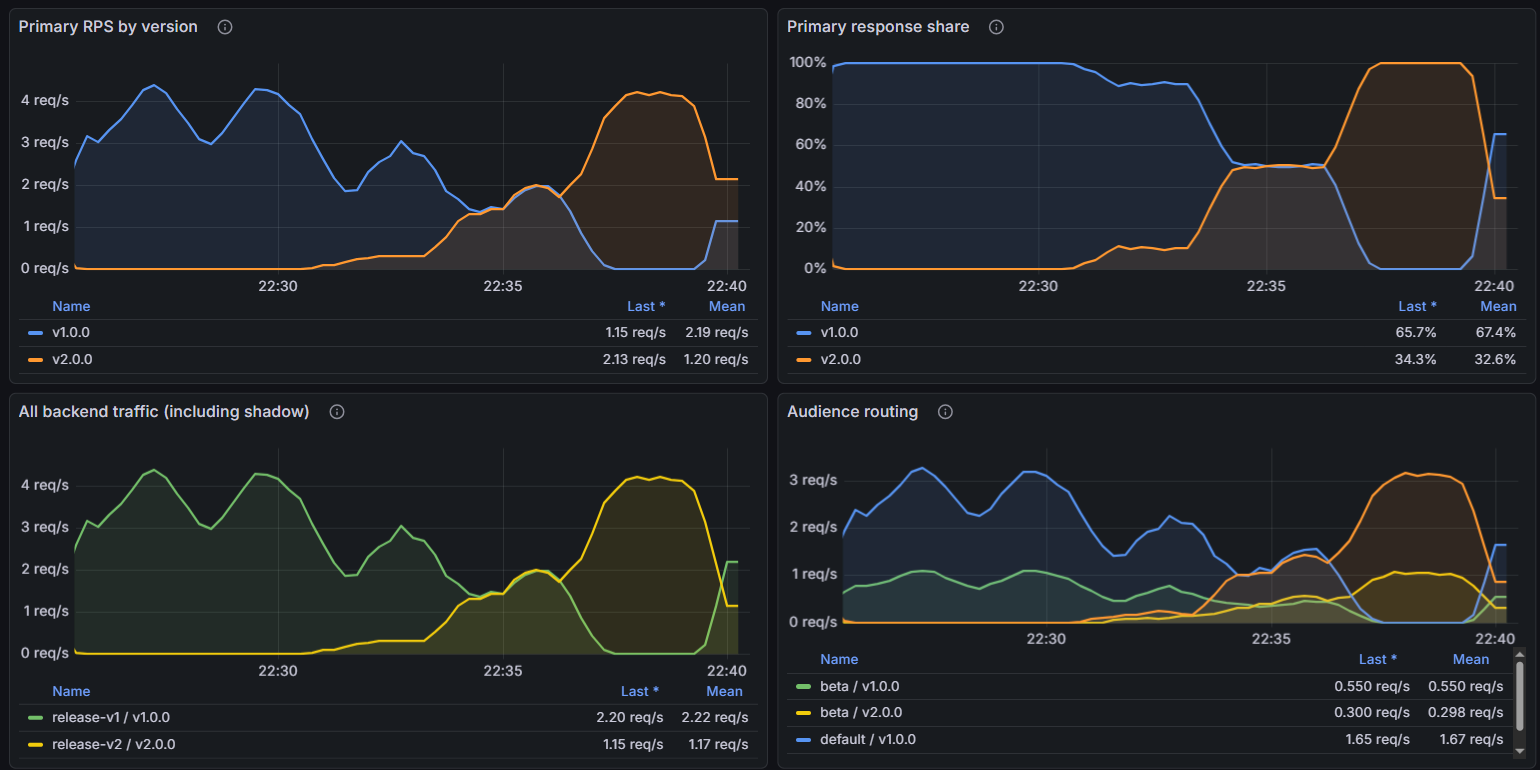 Primary RPS by version
4 req/s
3 req/s
2 req/s
1 req/s
0 req/s
22:30 22:35 22:40
Name Last * Mean
v1.0.0 1.15 req/s 2.19 req/s
v2.0.0 2.13 req/s 1.20 req/s
Primary response share
100%
80%
60%
40%
20%
0%
22:30 22:35 22:40
Name Last * Mean
v1.0.0 65.7% 67.4%
v2.0.0 34.3% 32.6%
All backend traffic (including shadow)
4 req/s
3 req/s
2 req/s
1 req/s
0 req/s
22:30 22:35 22:40
Name Last * Mean
release-v1 / v1.0.0 2.20 req/s 2.22 req/s
release-v2 / v2.0.0 1.15 req/s 1.17 req/s
Audience routing
3 req/s
2 req/s
1 req/s
0 req/s
22:30 22:35 22:40
Name Last * Mean
beta / v1.0.0 0.550 req/s 0.550 req/s
beta / v2.0.0 0.300 req/s 0.298 req/s
default / v1.0.0 1.65 req/s 1.67 req/s